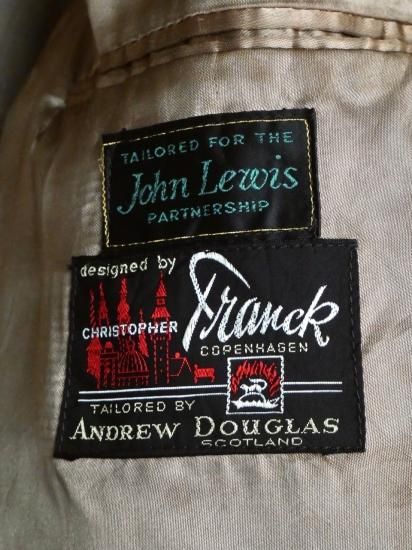 TAILORED FOR THE
John Lewis
PARTNERSHIP
designed by
CHRISTOPHER Franck
COPENHAGEN
TAILORED BY
ANDREW DOUGLAS
SCOTLAND